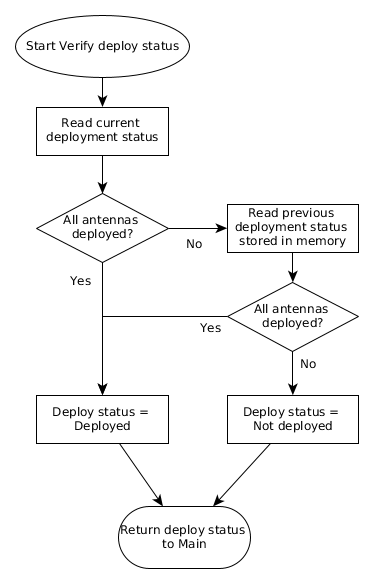 Start Verify deploy status
Read current
deployment status
All antennas
deployed?
No
Read previous
deployment status
stored in memory
Yes
All antennas
deployed?
Yes
No
Deploy status =
Deployed
Deploy status =
Not deployed
Return deploy status
to Main